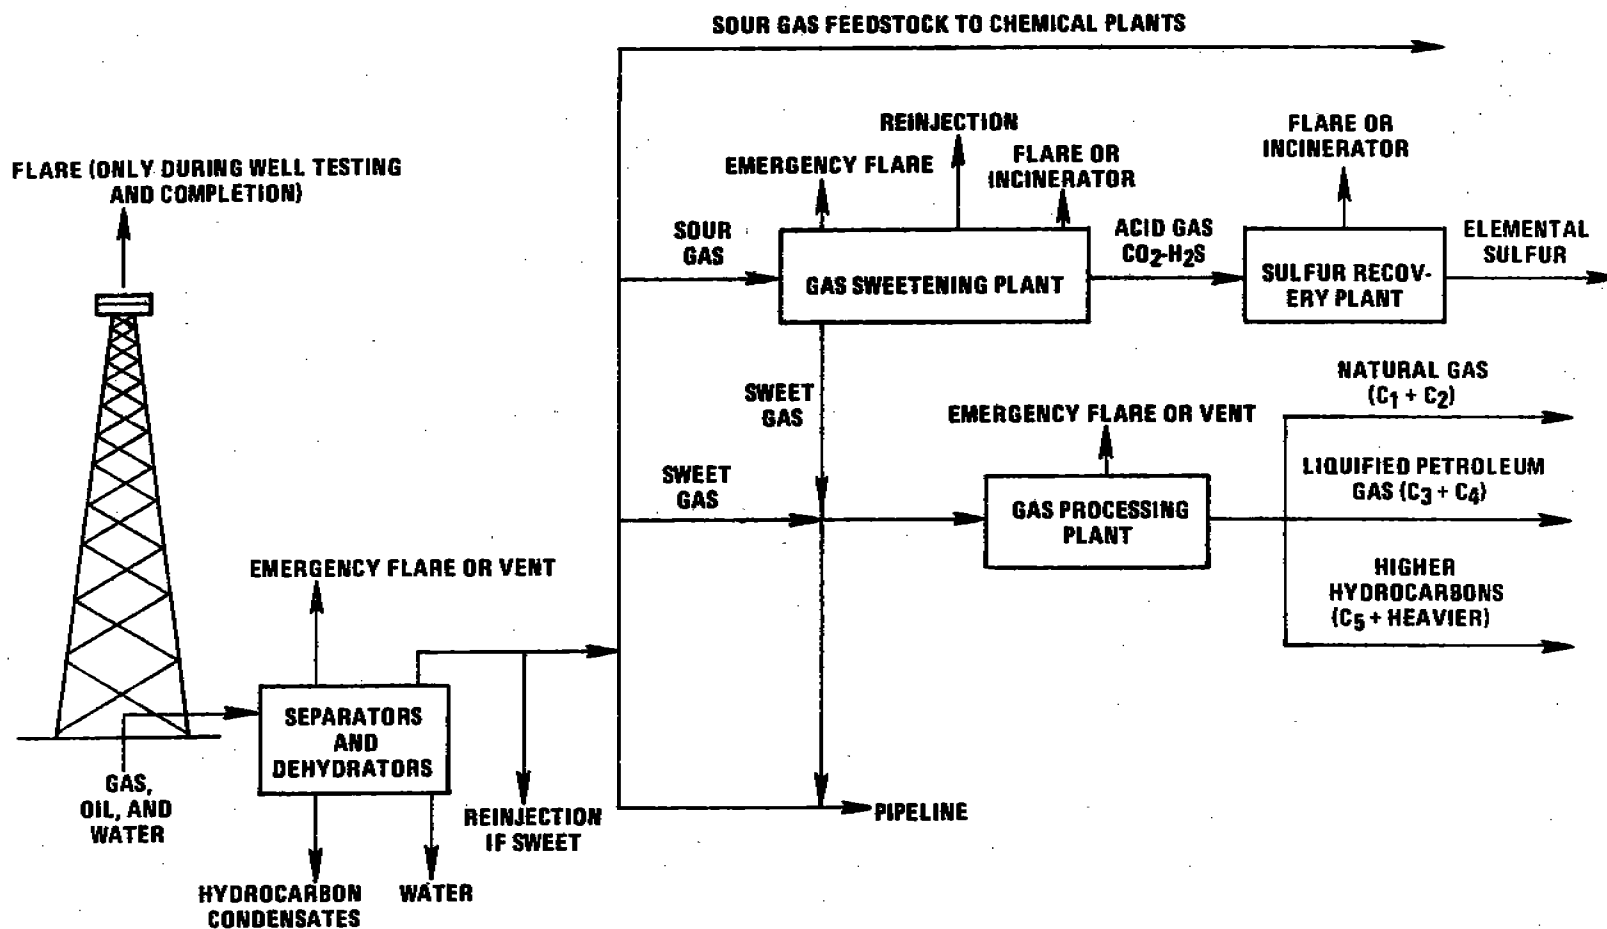 SOUR GAS FEEDSTOCK TO CHEMICAL PLANTS
FLARE (ONLY DURING WELL TESTING
AND COMPLETION)
EMERGENCY FLARE
REINJECTION
FLARE OR
INCINERATOR
FLARE OR
INCINERATOR
SOUR
GAS
GAS SWEETENING PLANT
ACID GAS
CO2-H2S
SULFUR RECOV-
ERY PLANT
ELEMENTAL
SULFUR
SWEET
GAS
SWEET
GAS
EMERGENCY FLARE OR VENT
GAS PROCESSING
PLANT
NATURAL GAS
(C1 + C2)
LIQUIFIED PETROLEUM
GAS (C3 + C4)
HIGHER
HYDROCARBONS
(C5 + HEAVIER)
EMERGENCY FLARE OR VENT
SEPARATORS
AND
DEHYDRATORS
GAS,
OIL, AND
WATER
HYDROCARBON
CONDENSATES
WATER
REINJECTION
IF SWEET
PIPELINE